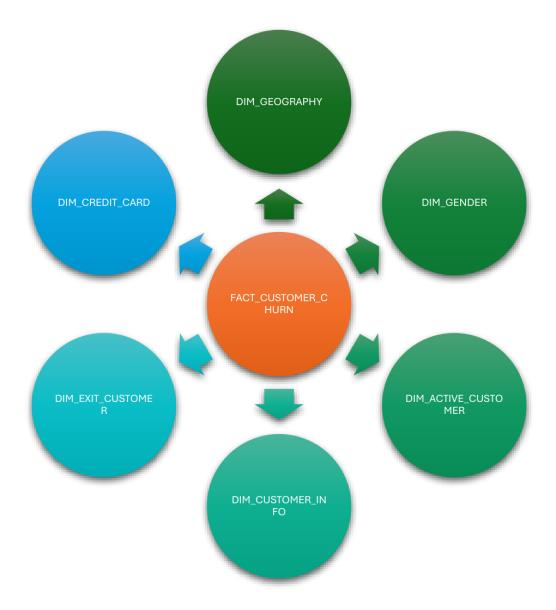 DIM_GEOGRAPHY
DIM_CREDIT_CARD
DIM_GENDER
FACT_CUSTOMER_C
HURN
DIM_EXIT_CUSTOME
R
DIM_ACTIVE_CUSTO
MER
DIM_CUSTOMER_IN
FO